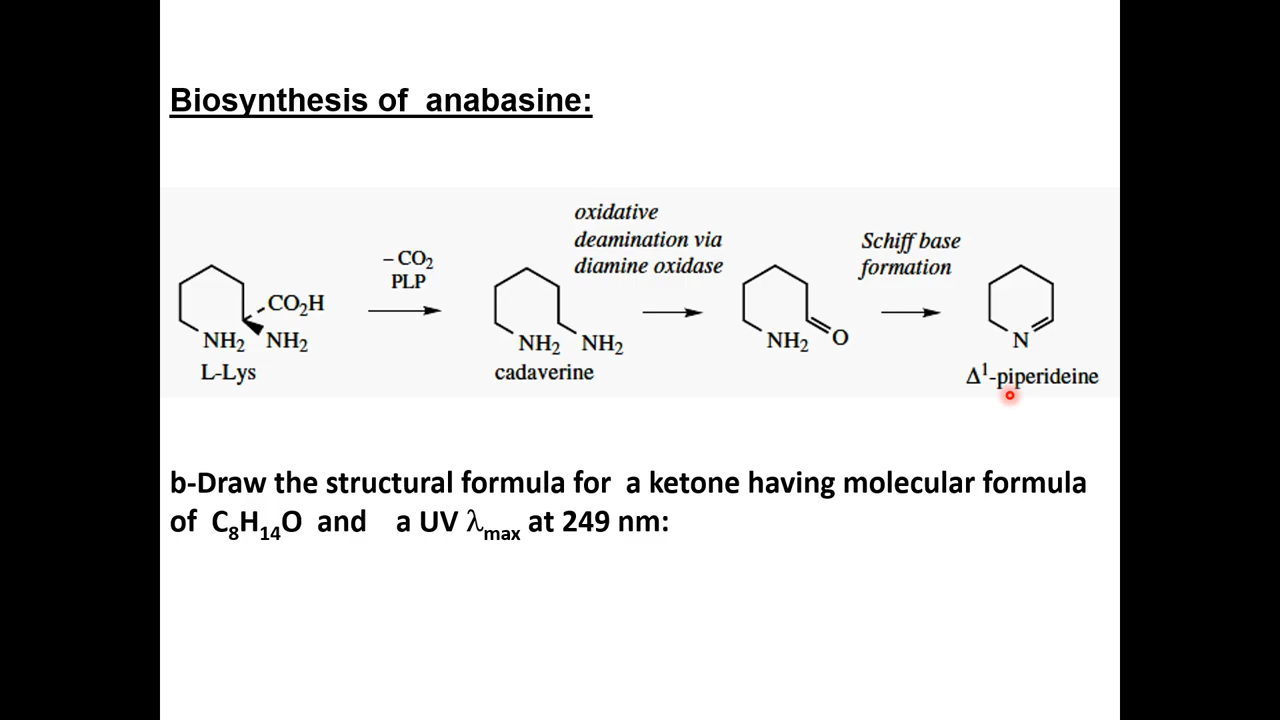 Biosynthesis of anabasine:
oxidative
deamination via
diamine oxidase
– CO₂
PLP
Schiff base
formation
CO₂H
NH₂ NH₂
L-Lys
NH₂ NH₂
cadaverine
NH₂ O
N
Δ¹-piperideine
b-Draw the structural formula for a ketone having molecular formula
of C₈H₁₄O and a UV λmax at 249 nm: